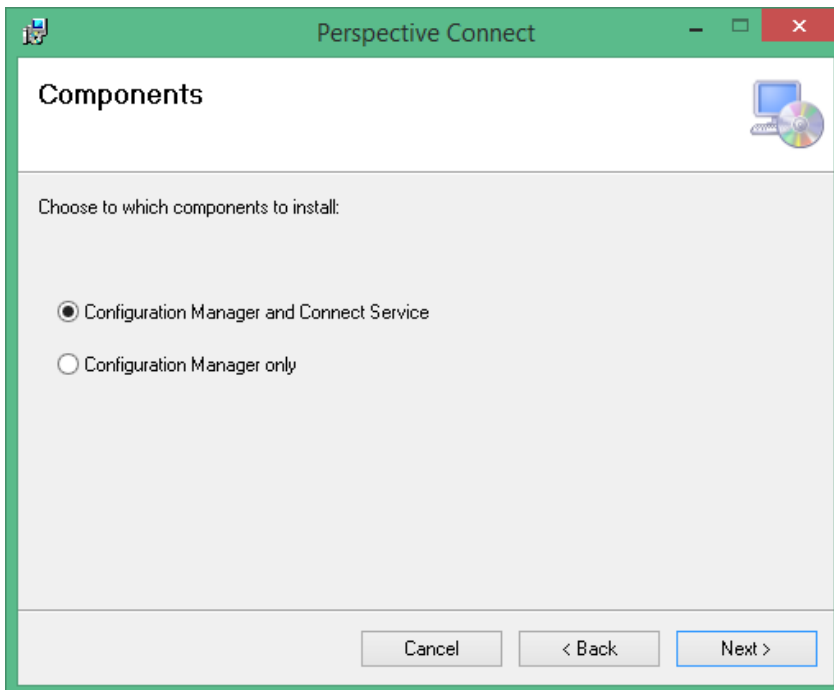 Perspective Connect
Components
Choose to which components to install:
Configuration Manager and Connect Service
Configuration Manager only
Cancel
< Back
Next >